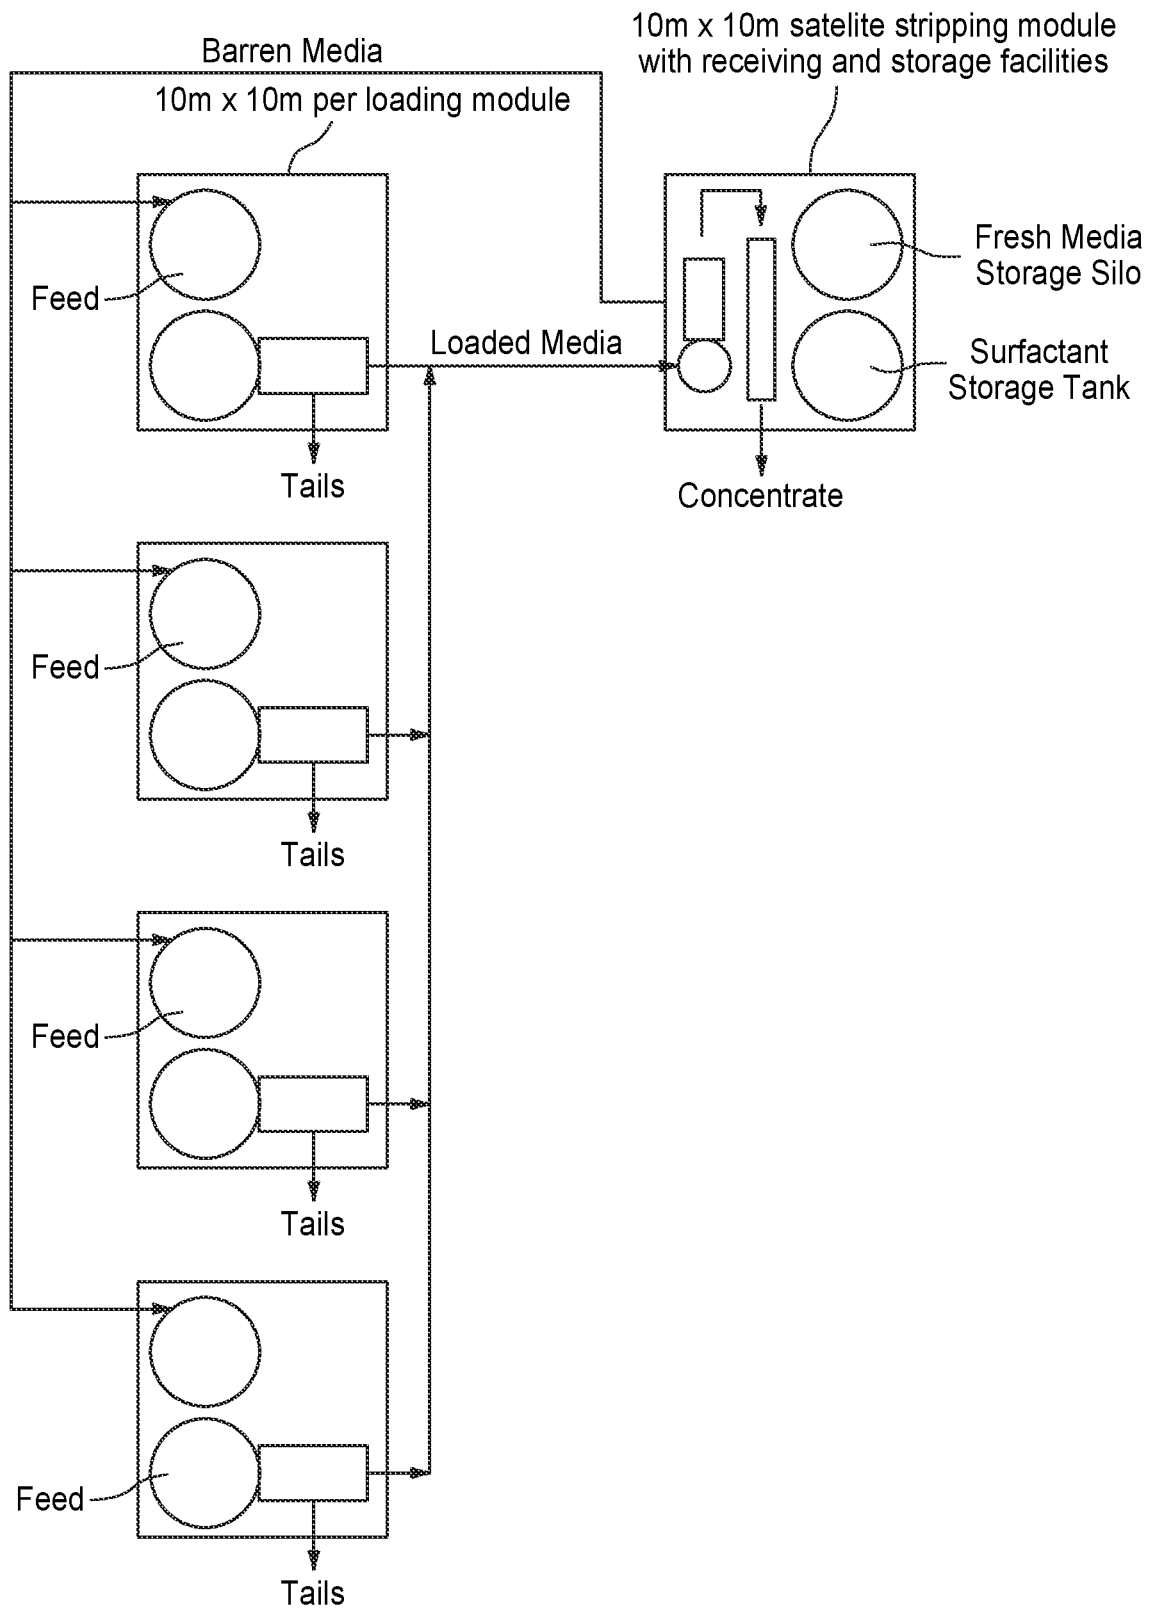 10m x 10m satelite stripping module
with receiving and storage facilities
Barren Media
10m x 10m per loading module
Fresh Media
Storage Silo
Feed
Loaded Media
Surfactant
Storage Tank
Tails
Concentrate
Feed
Tails
Feed
Tails
Feed
Tails